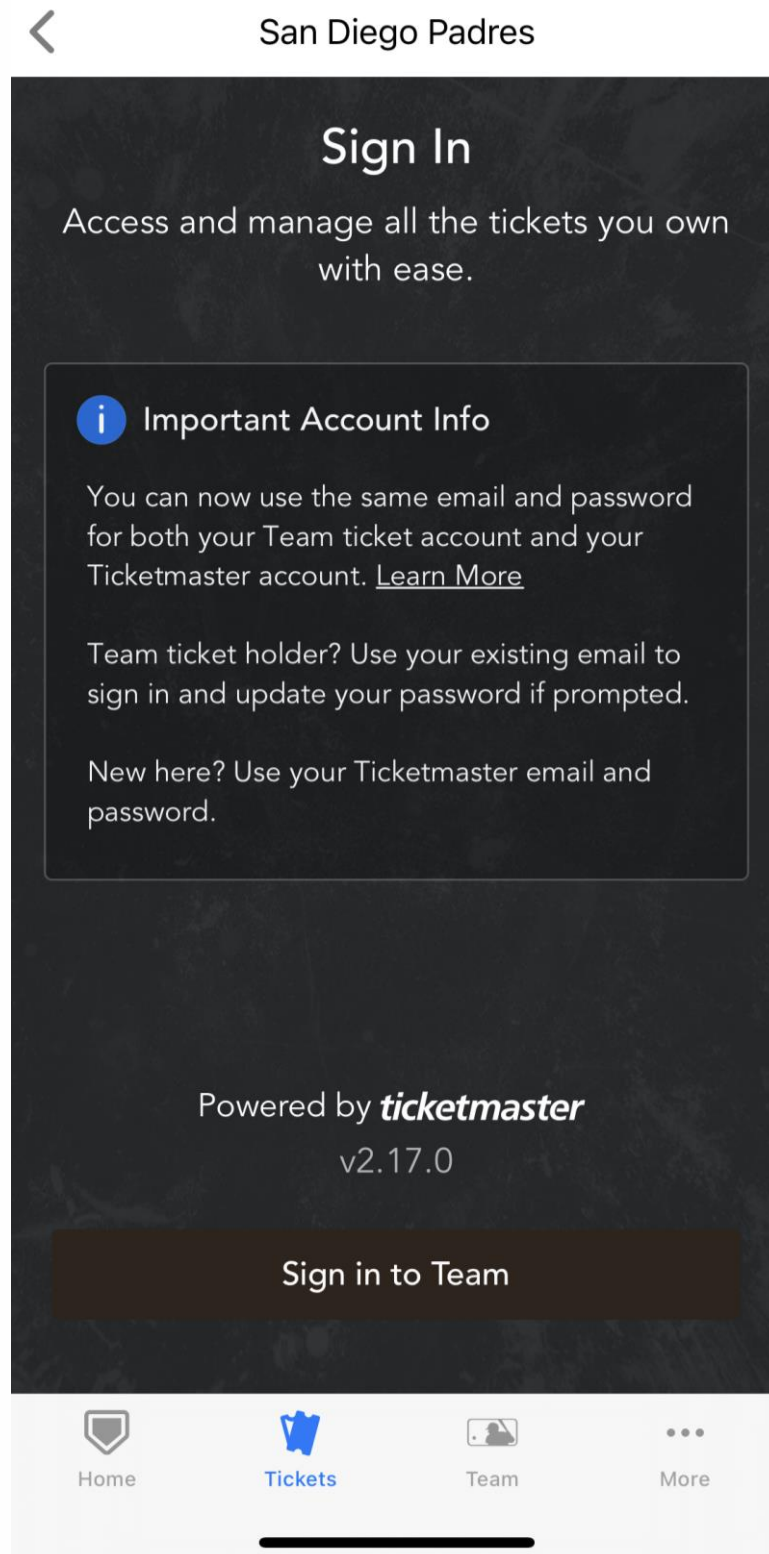 San Diego Padres
Sign In
Access and manage all the tickets you own
with ease.
i Important Account Info
You can now use the same email and password
for both your Team ticket account and your
Ticketmaster account. Learn More
Team ticket holder? Use your existing email to
sign in and update your password if prompted.
New here? Use your Ticketmaster email and
password.
Powered by ticketmaster
v2.17.0
Sign in to Team
Home Tickets Team More